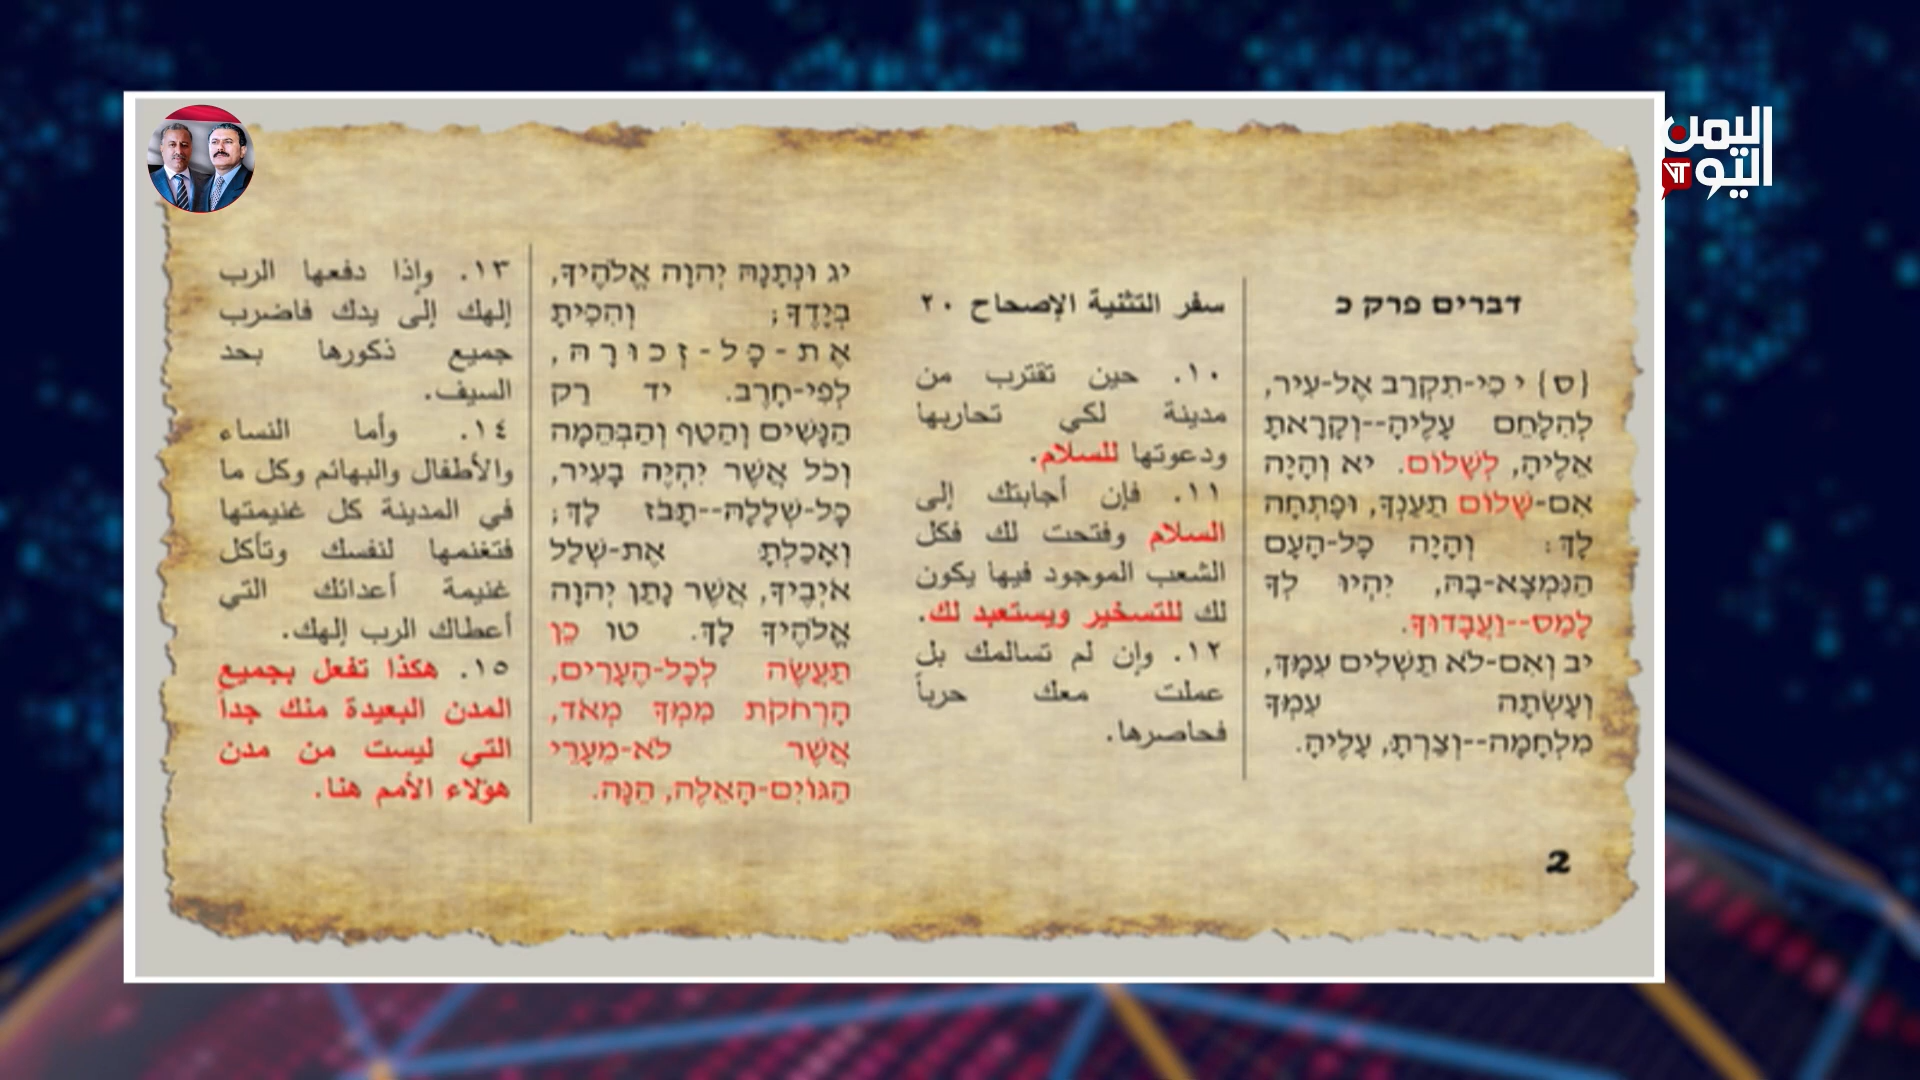 اليمن
اليوم
דברים פרק כ
{ס} י כִּי-תִקְרַב אֶל-עִיר,
לְהִלָּחֵם עָלֶיהָ--וְקָרָאתָ
אֵלֶיהָ, לְשָׁלוֹם. יא וְהָיָה
אִם-שָׁלוֹם תַּעַנְךָ, וּפָתְחָה
לָךְ: וְהָיָה כָּל-הָעָם
הַנִּמְצָא-בָהּ, יִהְיוּ לְךָ
לָמַס--וַעֲבָדוּךָ.
יב וְאִם-לֹא תַשְׁלִים עִמָּךְ,
וְעָשְׂתָה עִמְּךָ
מִלְחָמָה--וְצַרְתָּ, עָלֶיהָ.
سفر التثنية الإصحاح ٢٠
١٠. حين تقترب من
مدينة لكي تحاربها
ودعوتها للسلام.
١١. فإن أجابتك إلى
السلام وفتحت لك فكل
الشعب الموجود فيها يكون
لك للتسخير ويستعبد لك.
١٢. وإن لم تسالمك بل
عملت معك حرباً
فحاصرها.
יג וּנְתָנָהּ יְהוָה אֱלֹהֶיךָ,
בְּיָדֶךָ; וְהִכִּיתָ
אֶת-כָּל-זְכוּרָהּ,
לְפִי-חָרֶב. יד רַק
הַנָּשִׁים וְהַטַּף וְהַבְּהֵמָה
וְכֹל אֲשֶׁר יִהְיֶה בָעִיר,
כָּל-שְׁלָלָהּ--תָּבֹז לָךְ;
וְאָכַלְתָּ אֶת-שְׁלַל
אֹיְבֶיךָ, אֲשֶׁר נָתַן יְהוָה
אֱלֹהֶיךָ לָךְ. טו כֵּן
תַּעֲשֶׂה לְכָל-הֶעָרִים,
הָרְחֹקֹת מִמְּךָ מְאֹד,
אֲשֶׁר לֹא-מֵעָרֵי
הַגּוֹיִם-הָאֵלֶּה, הֵנָּה.
١٣. وإذا دفعها الرب
إلهك إلى يدك فاضرب
جميع ذكورها بحد
السيف.
١٤. وأما النساء
والأطفال والبهائم وكل ما
في المدينة كل غنيمتها
فتغنمها لنفسك وتأكل
غنيمة أعدائك التي
أعطاك الرب إلهك.
١٥. هكذا تفعل بجميع
المدن البعيدة منك جداً
التي ليست من مدن
هؤلاء الأمم هنا.
2